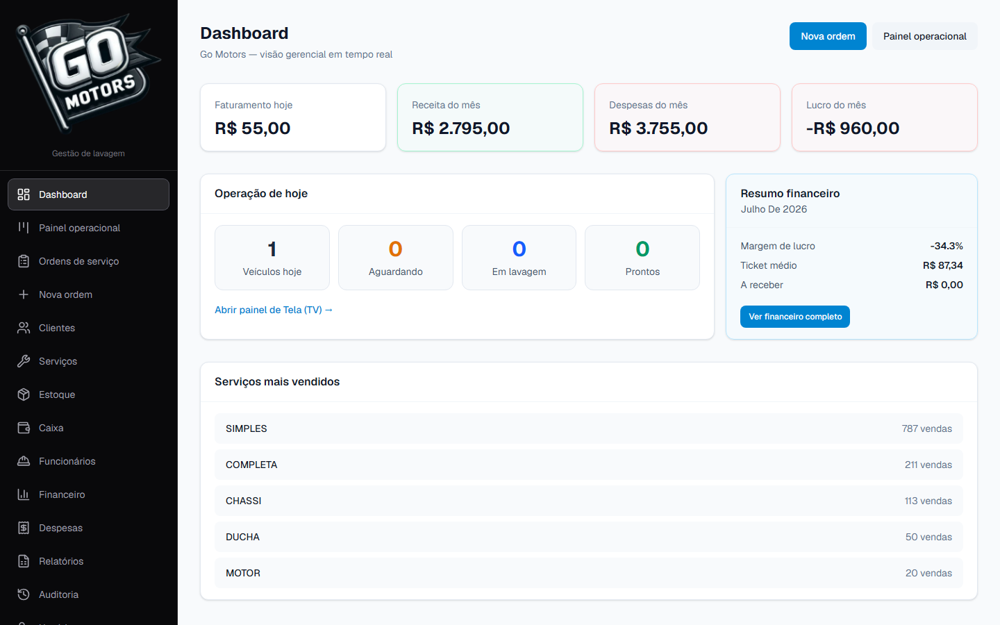 GO
MOTORS
Gestão de lavagem
Dashboard
Painel operacional
Ordens de serviço
Nova ordem
Clientes
Serviços
Estoque
Caixa
Funcionários
Financeiro
Despesas
Relatórios
Auditoria
Dashboard
Go Motors — visão gerencial em tempo real
Nova ordem
Painel operacional
Faturamento hoje
R$ 55,00
Receita do mês
R$ 2.795,00
Despesas do mês
R$ 3.755,00
Lucro do mês
-R$ 960,00
Operação de hoje
1
Veículos hoje
0
Aguardando
0
Em lavagem
0
Prontos
Abrir painel de Tela (TV) →
Resumo financeiro
Julho De 2026
Margem de lucro -34.3%
Ticket médio R$ 87,34
A receber R$ 0,00
Ver financeiro completo
Serviços mais vendidos
SIMPLES 787 vendas
COMPLETA 211 vendas
CHASSI 113 vendas
DUCHA 50 vendas
MOTOR 20 vendas